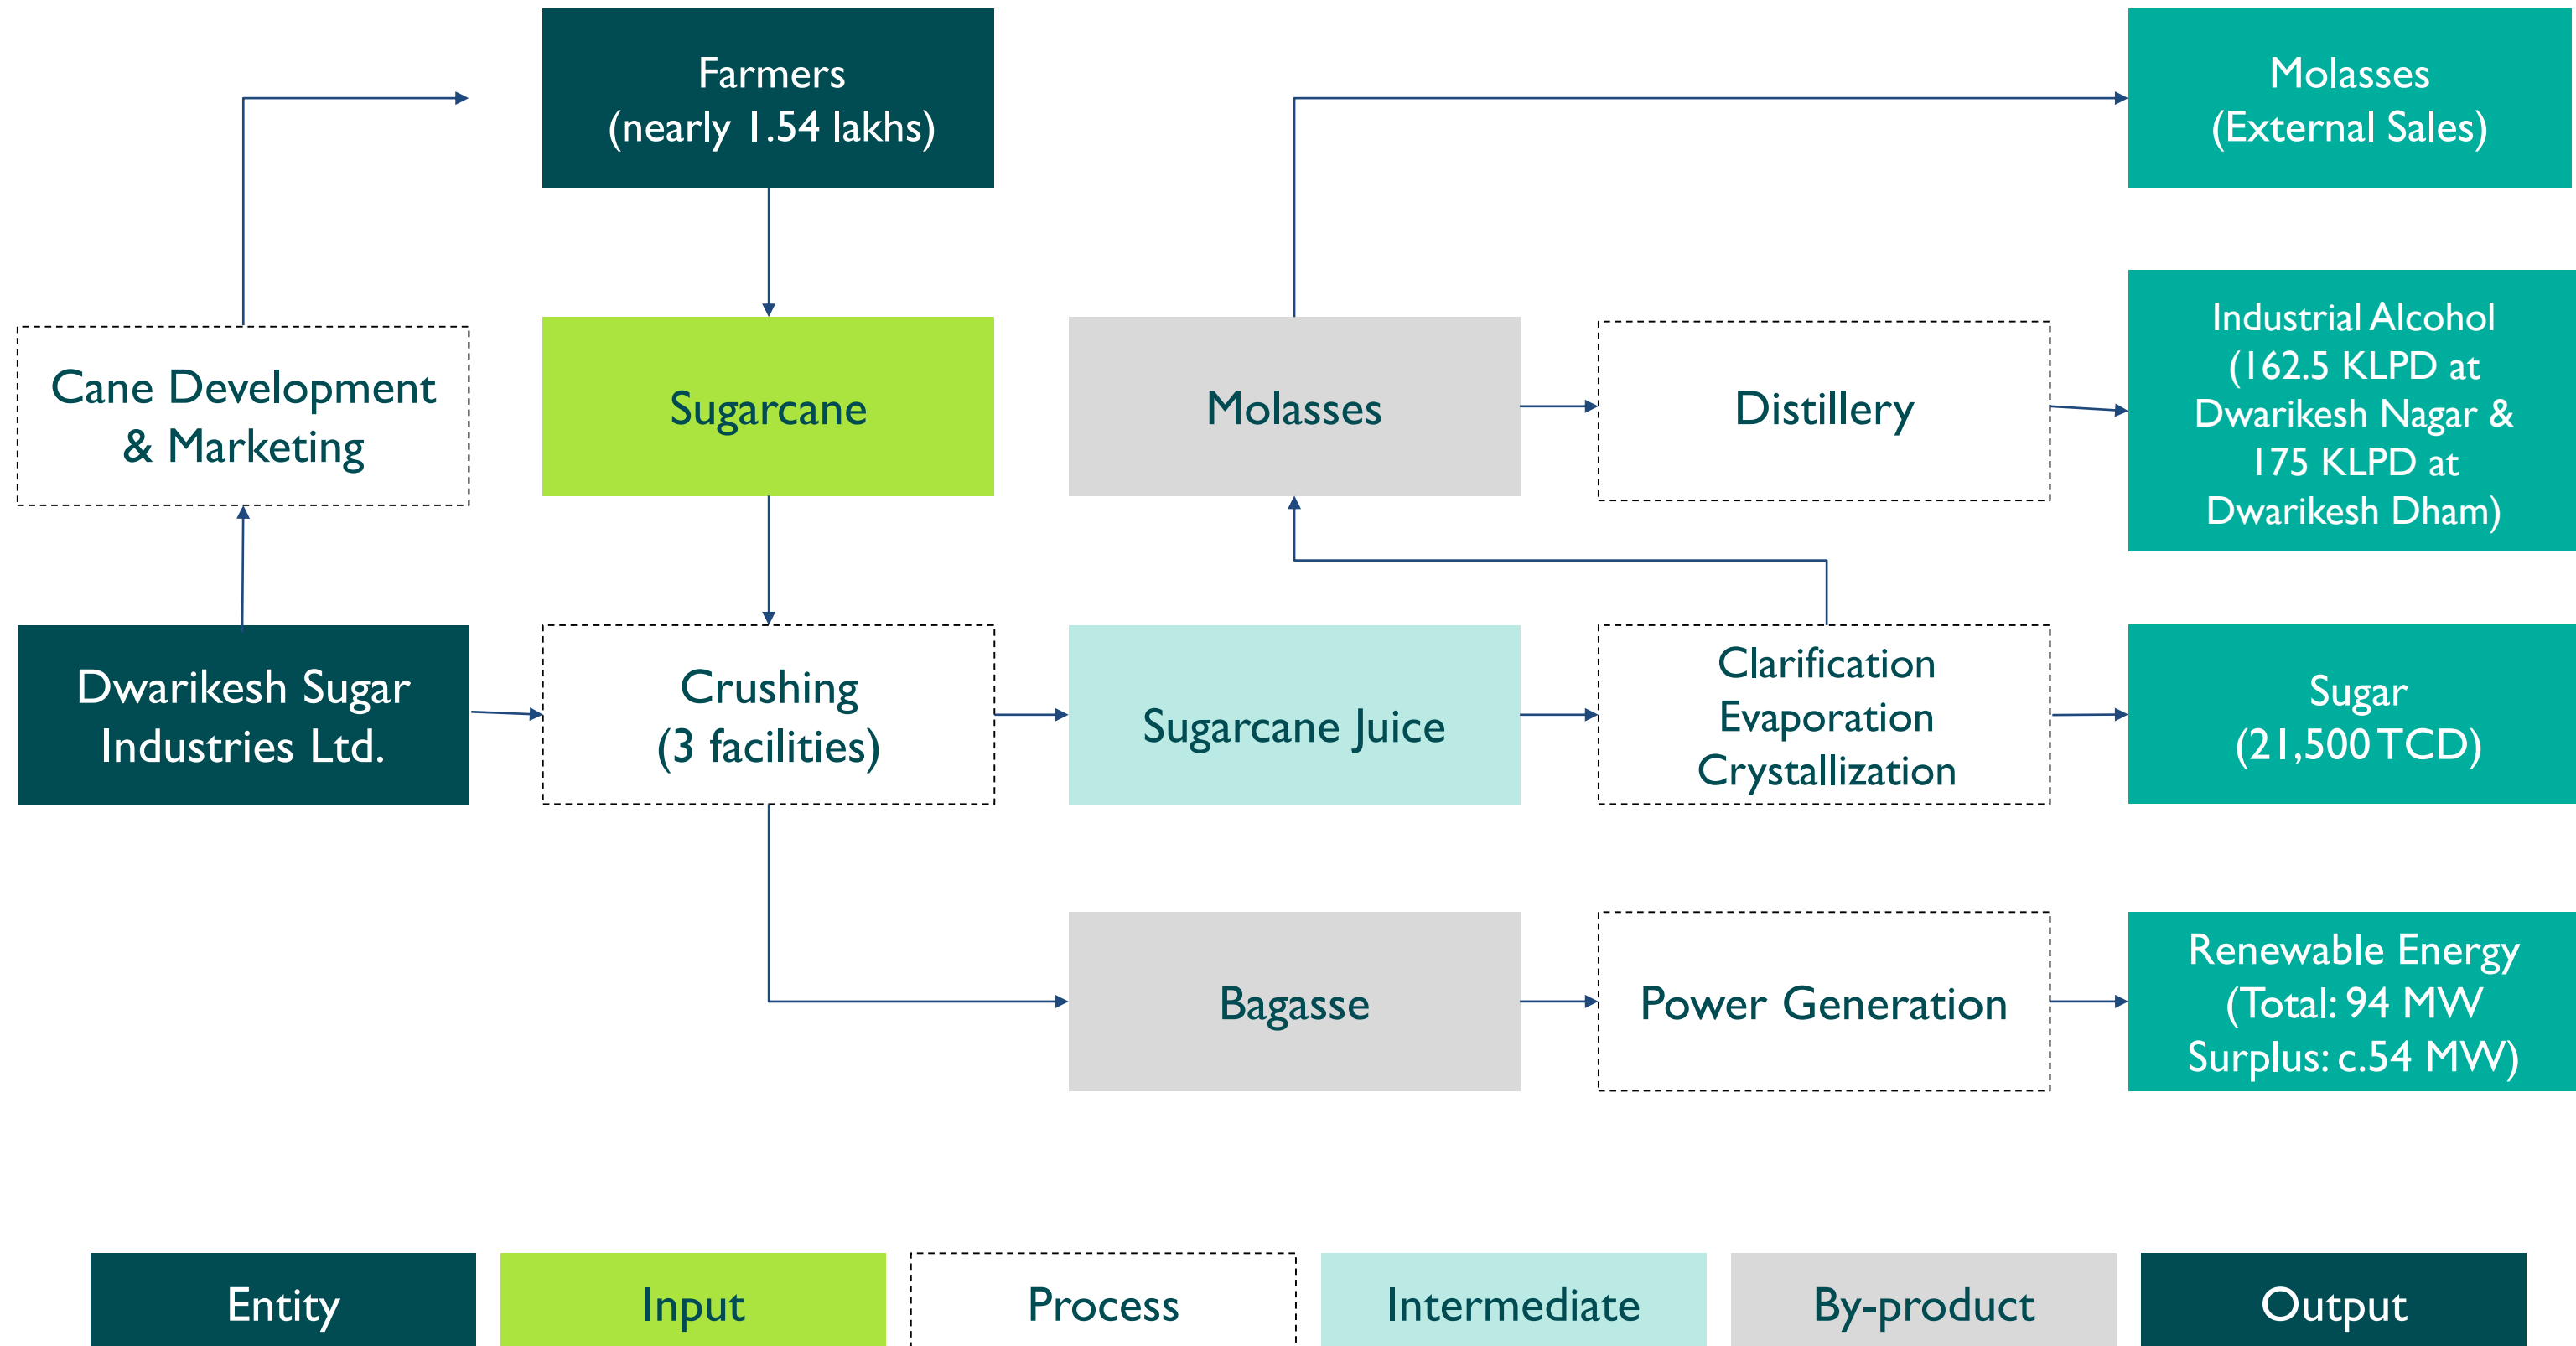 Farmers
(nearly 1.54 lakhs)
Molasses
(External Sales)
Cane Development
& Marketing
Sugarcane
Molasses
Distillery
Industrial Alcohol
(162.5 KLPD at
Dwarikesh Nagar &
175 KLPD at
Dwarikesh Dham)
Dwarikesh Sugar
Industries Ltd.
Crushing
(3 facilities)
Sugarcane Juice
Clarification
Evaporation
Crystallization
Sugar
(21,500 TCD)
Bagasse
Power Generation
Renewable Energy
(Total: 94 MW
Surplus: c.54 MW)
Entity
Input
Process
Intermediate
By-product
Output